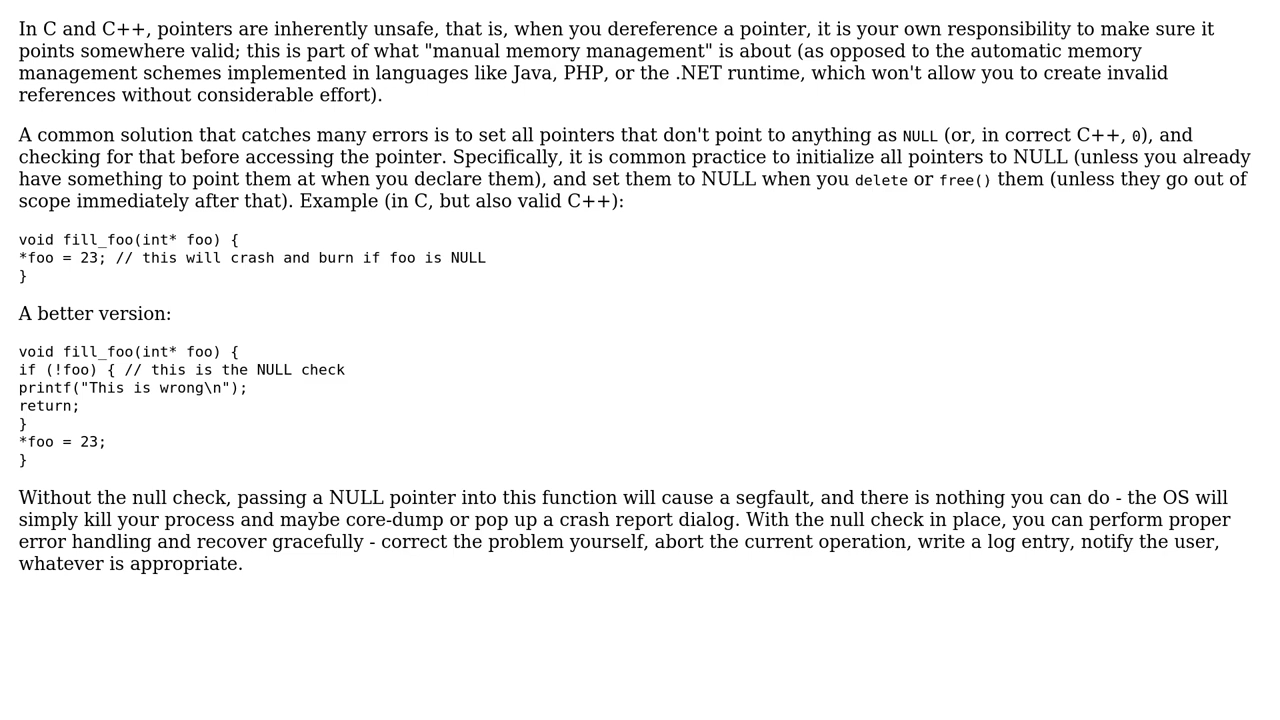 In C and C++, pointers are inherently unsafe, that is, when you dereference a pointer, it is your own responsibility to make sure it
points somewhere valid; this is part of what "manual memory management" is about (as opposed to the automatic memory
management schemes implemented in languages like Java, PHP, or the .NET runtime, which won't allow you to create invalid
references without considerable effort).
A common solution that catches many errors is to set all pointers that don't point to anything as NULL (or, in correct C++, 0), and
checking for that before accessing the pointer. Specifically, it is common practice to initialize all pointers to NULL (unless you already
have something to point them at when you declare them), and set them to NULL when you delete or free() them (unless they go out of
scope immediately after that). Example (in C, but also valid C++):
void fill_foo(int* foo) {
*foo = 23; // this will crash and burn if foo is NULL
}
A better version:
void fill_foo(int* foo) {
if (!foo) { // this is the NULL check
printf("This is wrong\n");
return;
}
*foo = 23;
}
Without the null check, passing a NULL pointer into this function will cause a segfault, and there is nothing you can do - the OS will
simply kill your process and maybe core-dump or pop up a crash report dialog. With the null check in place, you can perform proper
error handling and recover gracefully - correct the problem yourself, abort the current operation, write a log entry, notify the user,
whatever is appropriate.